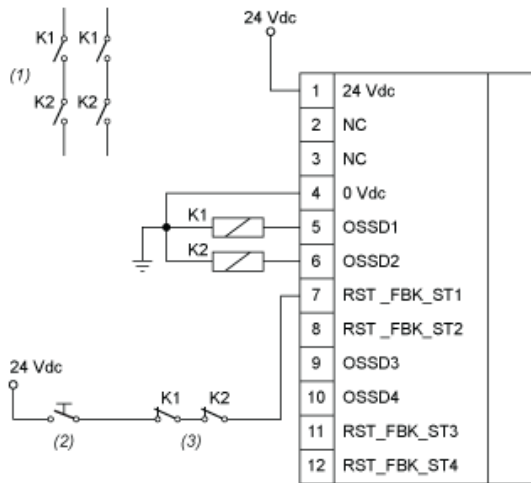 24 Vdc
K1 K1
(1)
K2 K2
1 24 Vdc
2 NC
3 NC
4 0 Vdc
K1
5 OSSD1
K2
6 OSSD2
7 RST _FBK_ST1
8 RST _FBK_ST2
9 OSSD3
10 OSSD4
11 RST_FBK_ST3
12 RST_FBK_ST4
24 Vdc
K1 K2
(2) (3)